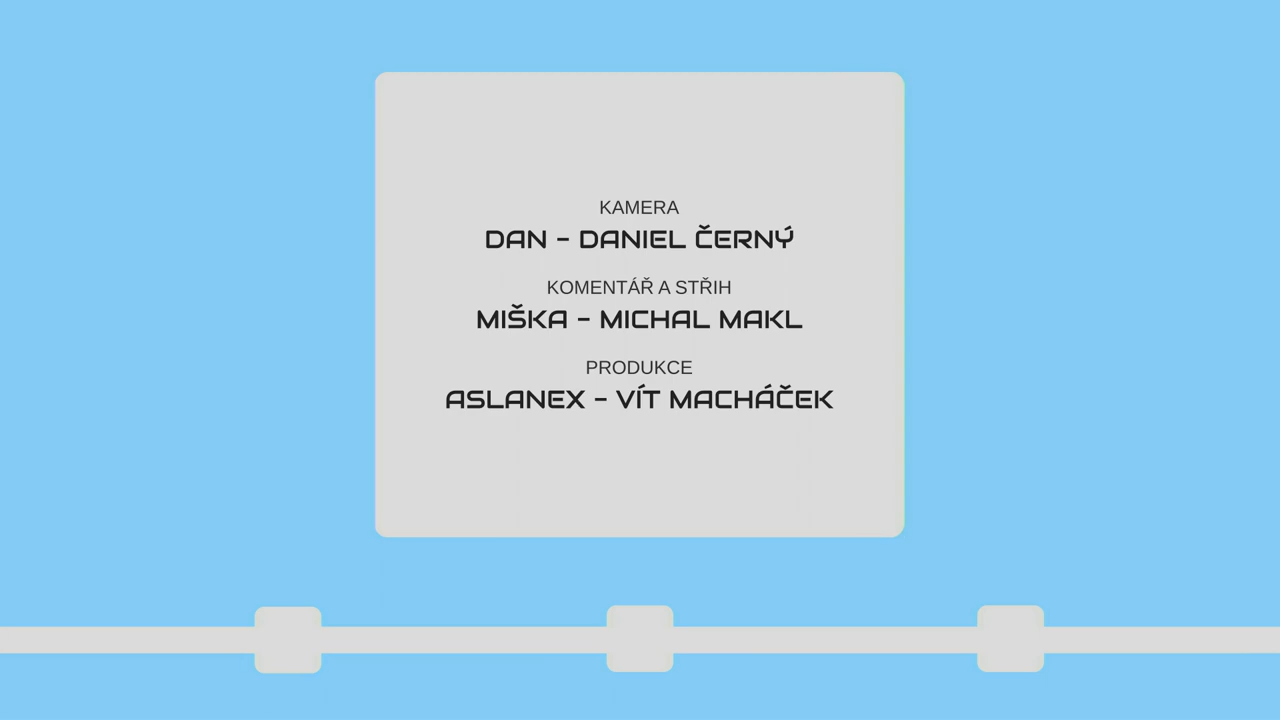 KAMERA
DAN - DANIEL ČERNÝ
KOMENTÁŘ A STŘIH
MIŠKA - MICHAL MAKL
PRODUKCE
ASLANEX - VÍT MACHÁČEK